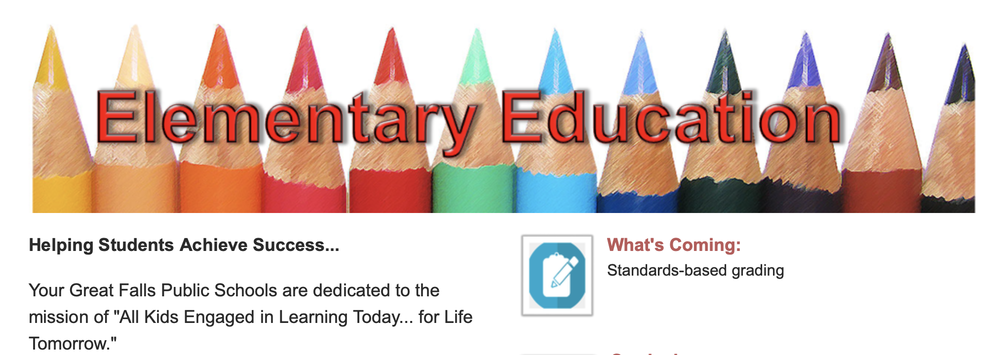 Elementary Education
Helping Students Achieve Success...
Your Great Falls Public Schools are dedicated to the
mission of "All Kids Engaged in Learning Today... for Life
Tomorrow."
What's Coming:
Standards-based grading